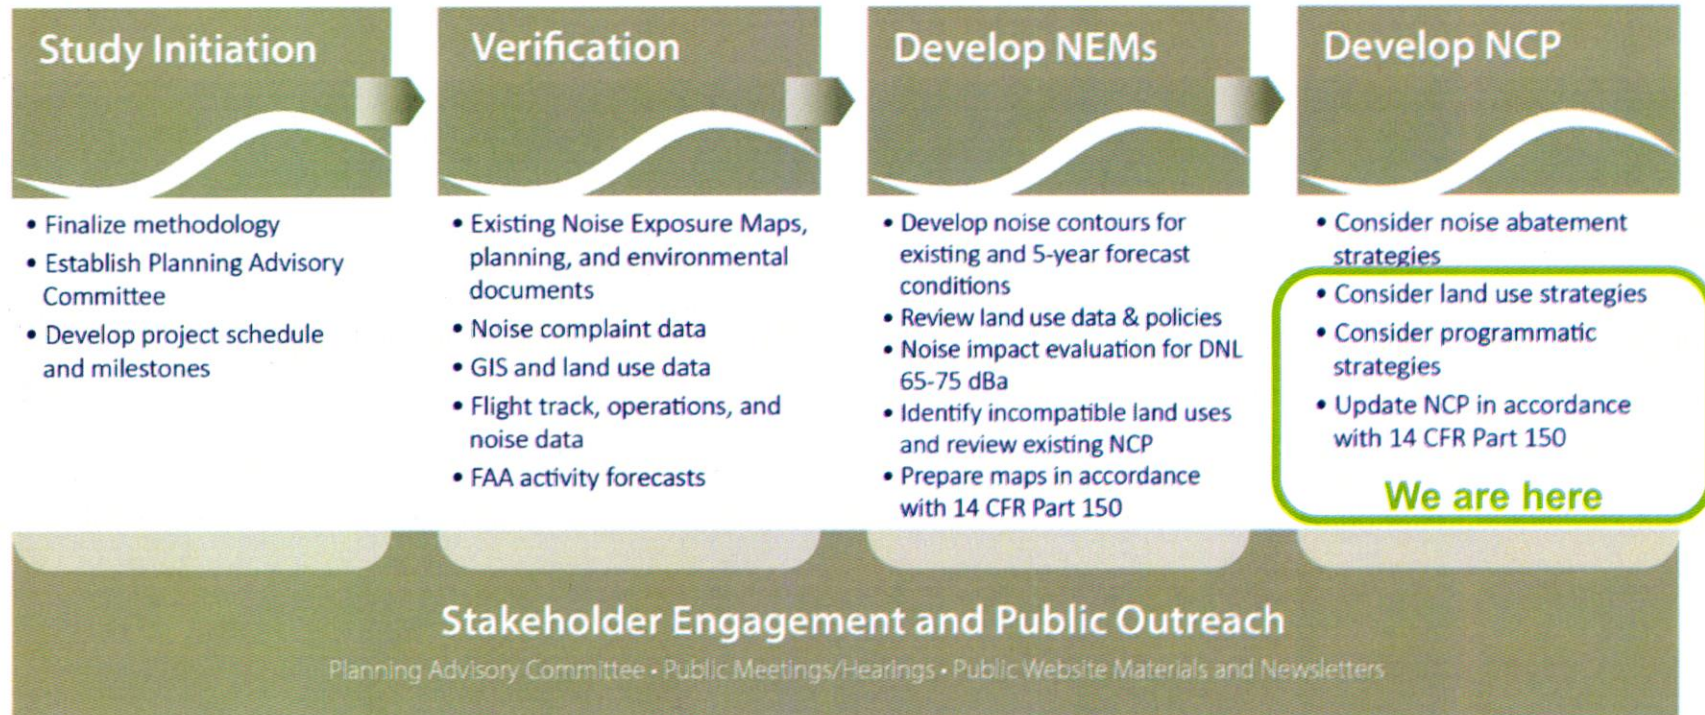 Study Initiation
• Finalize methodology
• Establish Planning Advisory
Committee
• Develop project schedule
and milestones
Verification
• Existing Noise Exposure Maps,
planning, and environmental
documents
• Noise complaint data
• GIS and land use data
• Flight track, operations, and
noise data
• FAA activity forecasts
Develop NEMs
• Develop noise contours for
existing and 5-year forecast
conditions
• Review land use data & policies
• Noise impact evaluation for DNL
65-75 dBa
• Identify incompatible land uses
and review existing NCP
• Prepare maps in accordance
with 14 CFR Part 150
Develop NCP
• Consider noise abatement
strategies
• Consider land use strategies
• Consider programmatic
strategies
• Update NCP in accordance
with 14 CFR Part 150
We are here
Stakeholder Engagement and Public Outreach
Planning Advisory Committee • Public Meetings/Hearings • Public Website Materials and Newsletters